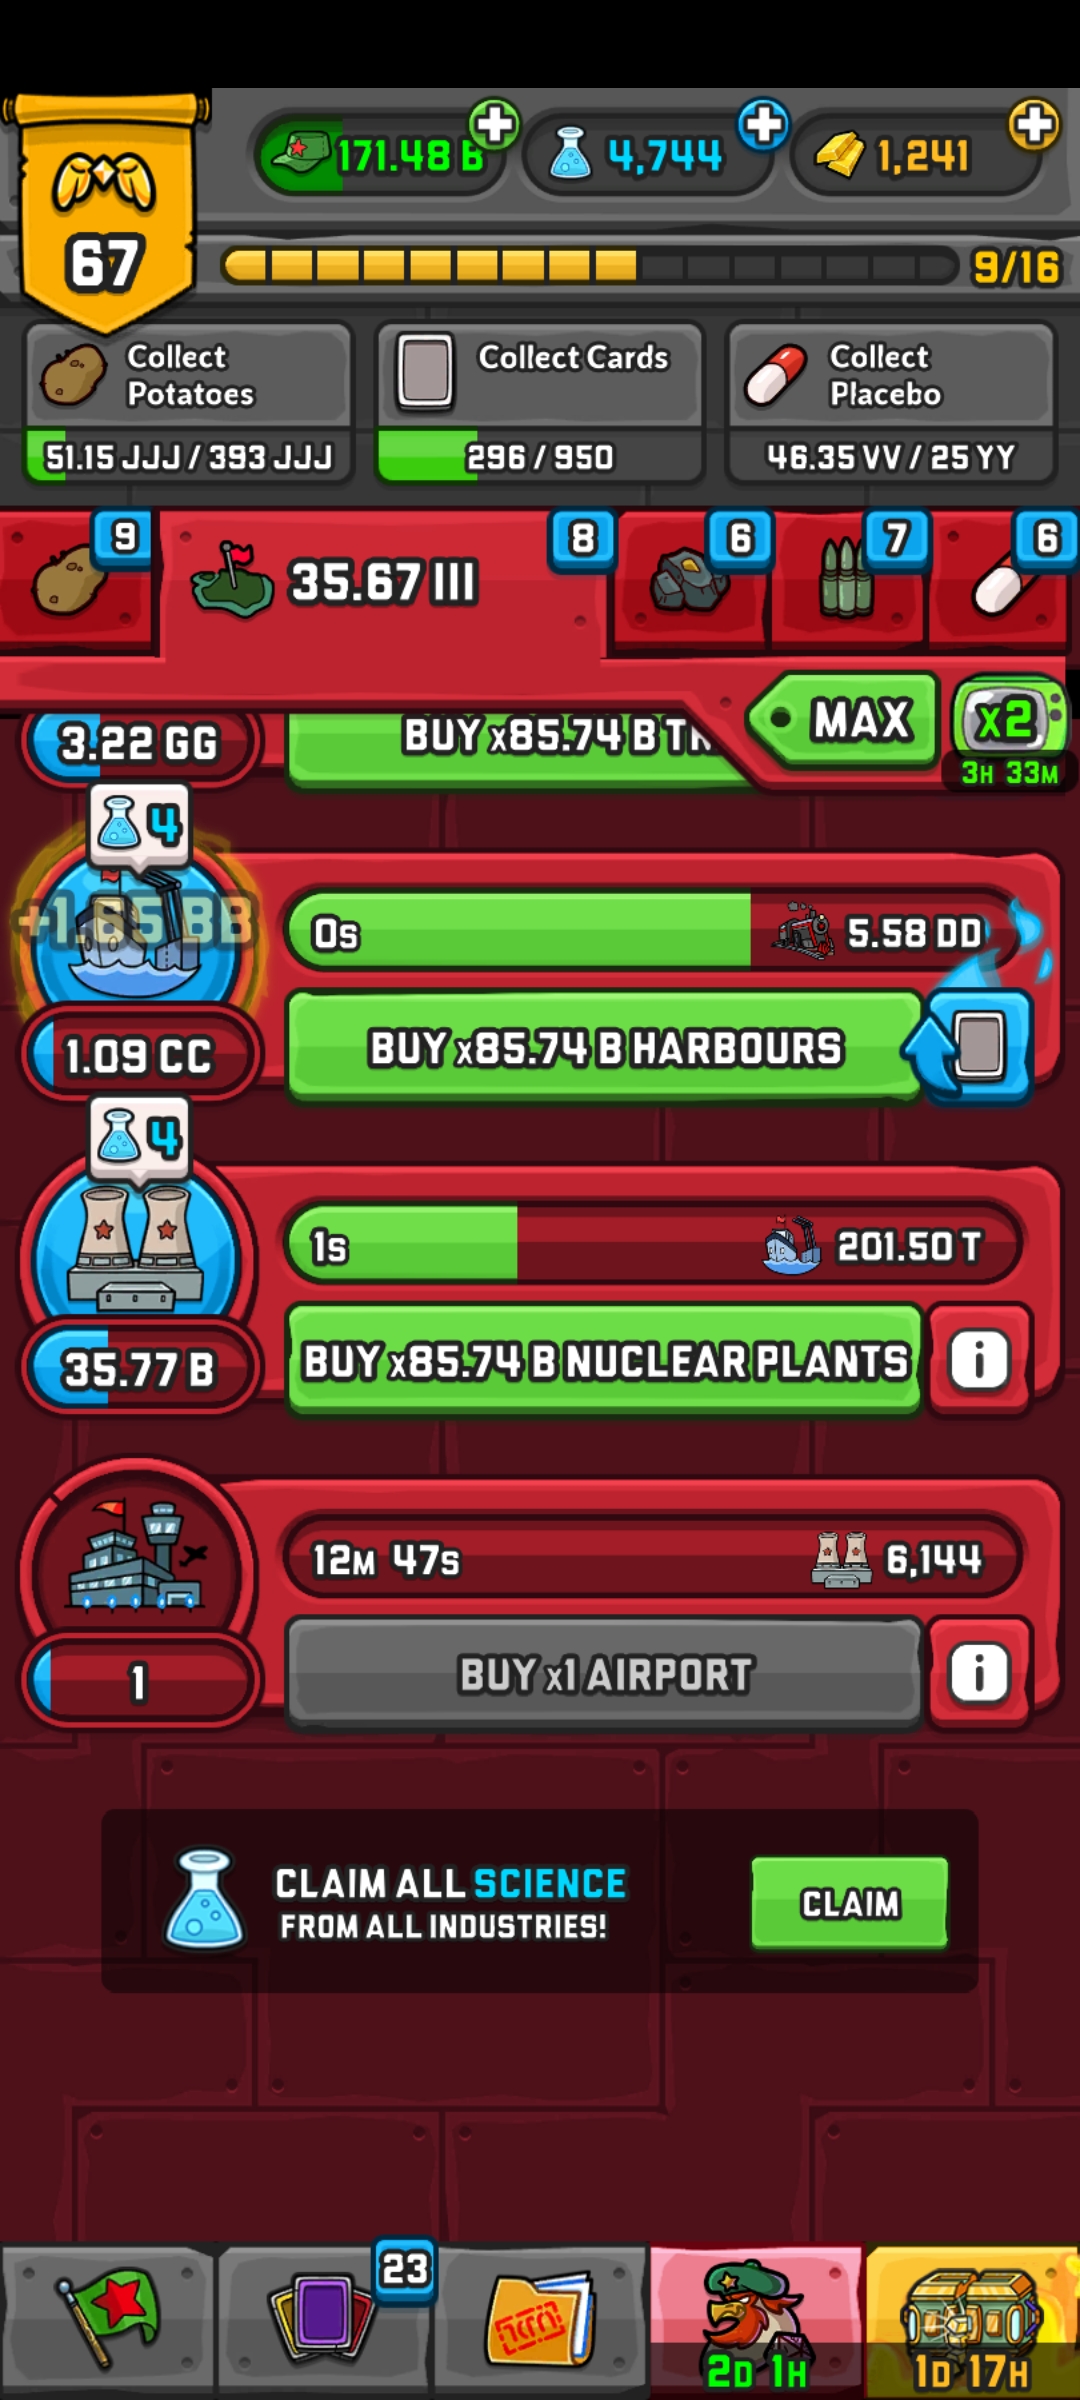 171.48 B
4,744
1,241
67
9/16
Collect
Potatoes
51.15 JJJ / 393 JJJ
Collect Cards
296 / 950
Collect
Placebo
46.35 VV / 25 YY
9
35.67 III
8
6
7
6
MAX
x2
3H 33M
3.22 GG
BUY x85.74 B TR
4
+1.65 BB
0s
5.58 DD
1.09 CC
BUY x85.74 B HARBOURS
4
1s
201.50 T
35.77 B
BUY x85.74 B NUCLEAR PLANTS
i
12M 47s
6,144
1
BUY x1 AIRPORT
i
CLAIM ALL SCIENCE
FROM ALL INDUSTRIES!
CLAIM
23
2D 1H
1D 17H